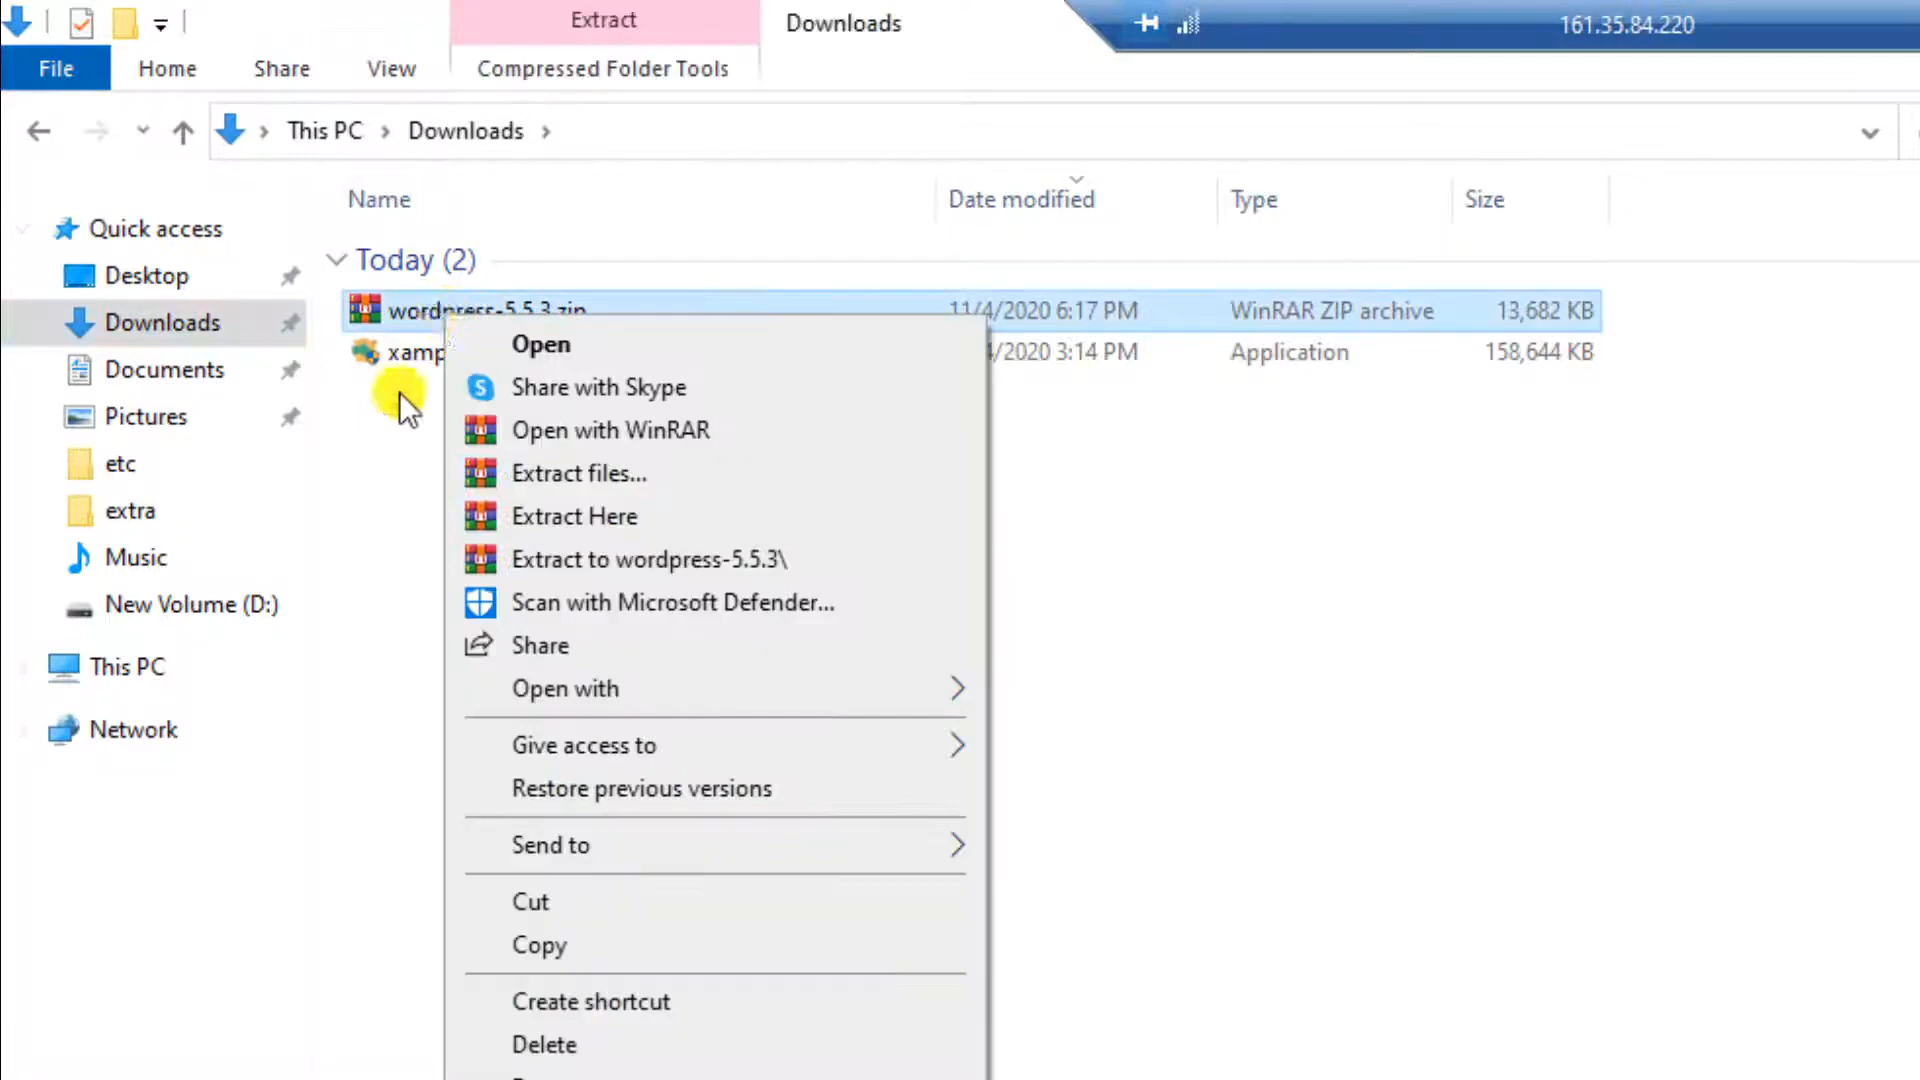 Extract
Downloads
161.35.84.220
File
Home
Share
View
Compressed Folder Tools
This PC
Downloads
Name
Date modified
Type
Size
Quick access
Desktop
Downloads
Documents
Pictures
etc
extra
Music
New Volume (D:)
This PC
Network
Today (2)
wordpress-5.5.3.zip
11/4/2020 6:17 PM
WinRAR ZIP archive
13,682 KB
xamp
4/2020 3:14 PM
Application
158,644 KB
Open
Share with Skype
Open with WinRAR
Extract files...
Extract Here
Extract to wordpress-5.5.3\
Scan with Microsoft Defender...
Share
Open with
Give access to
Restore previous versions
Send to
Cut
Copy
Create shortcut
Delete